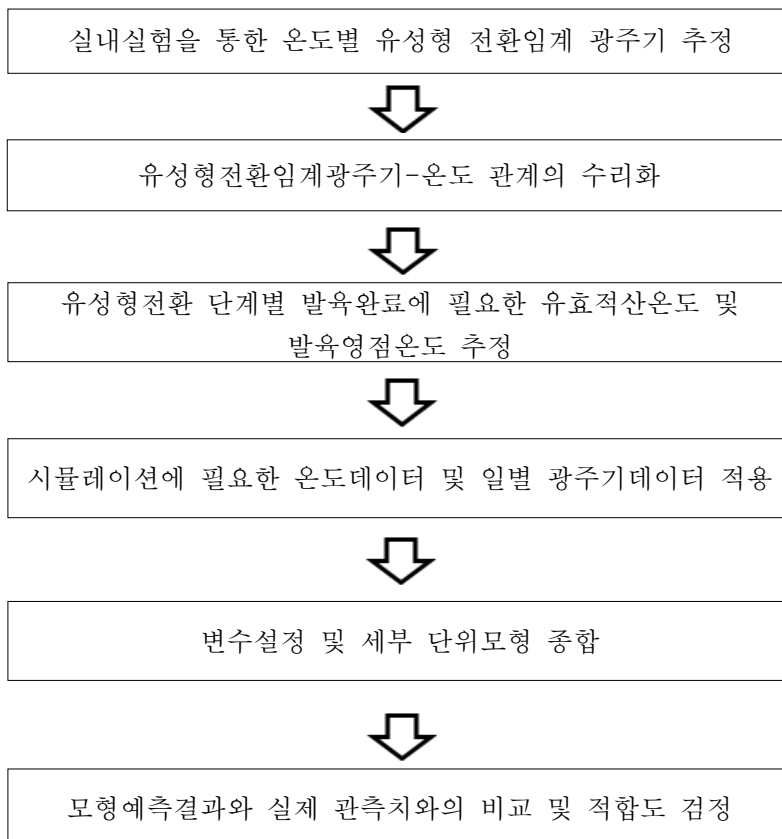 실내실험을 통한 온도별 유성형 전환임계 광주기 추정
유성형전환임계광주기-온도 관계의 수리화
유성형전환 단계별 발육완료에 필요한 유효적산온도 및
발육영점온도 추정
시뮬레이션에 필요한 온도데이터 및 일별 광주기데이터 적용
변수설정 및 세부 단위모형 종합
모형예측결과와 실제 관측치와의 비교 및 적합도 검정